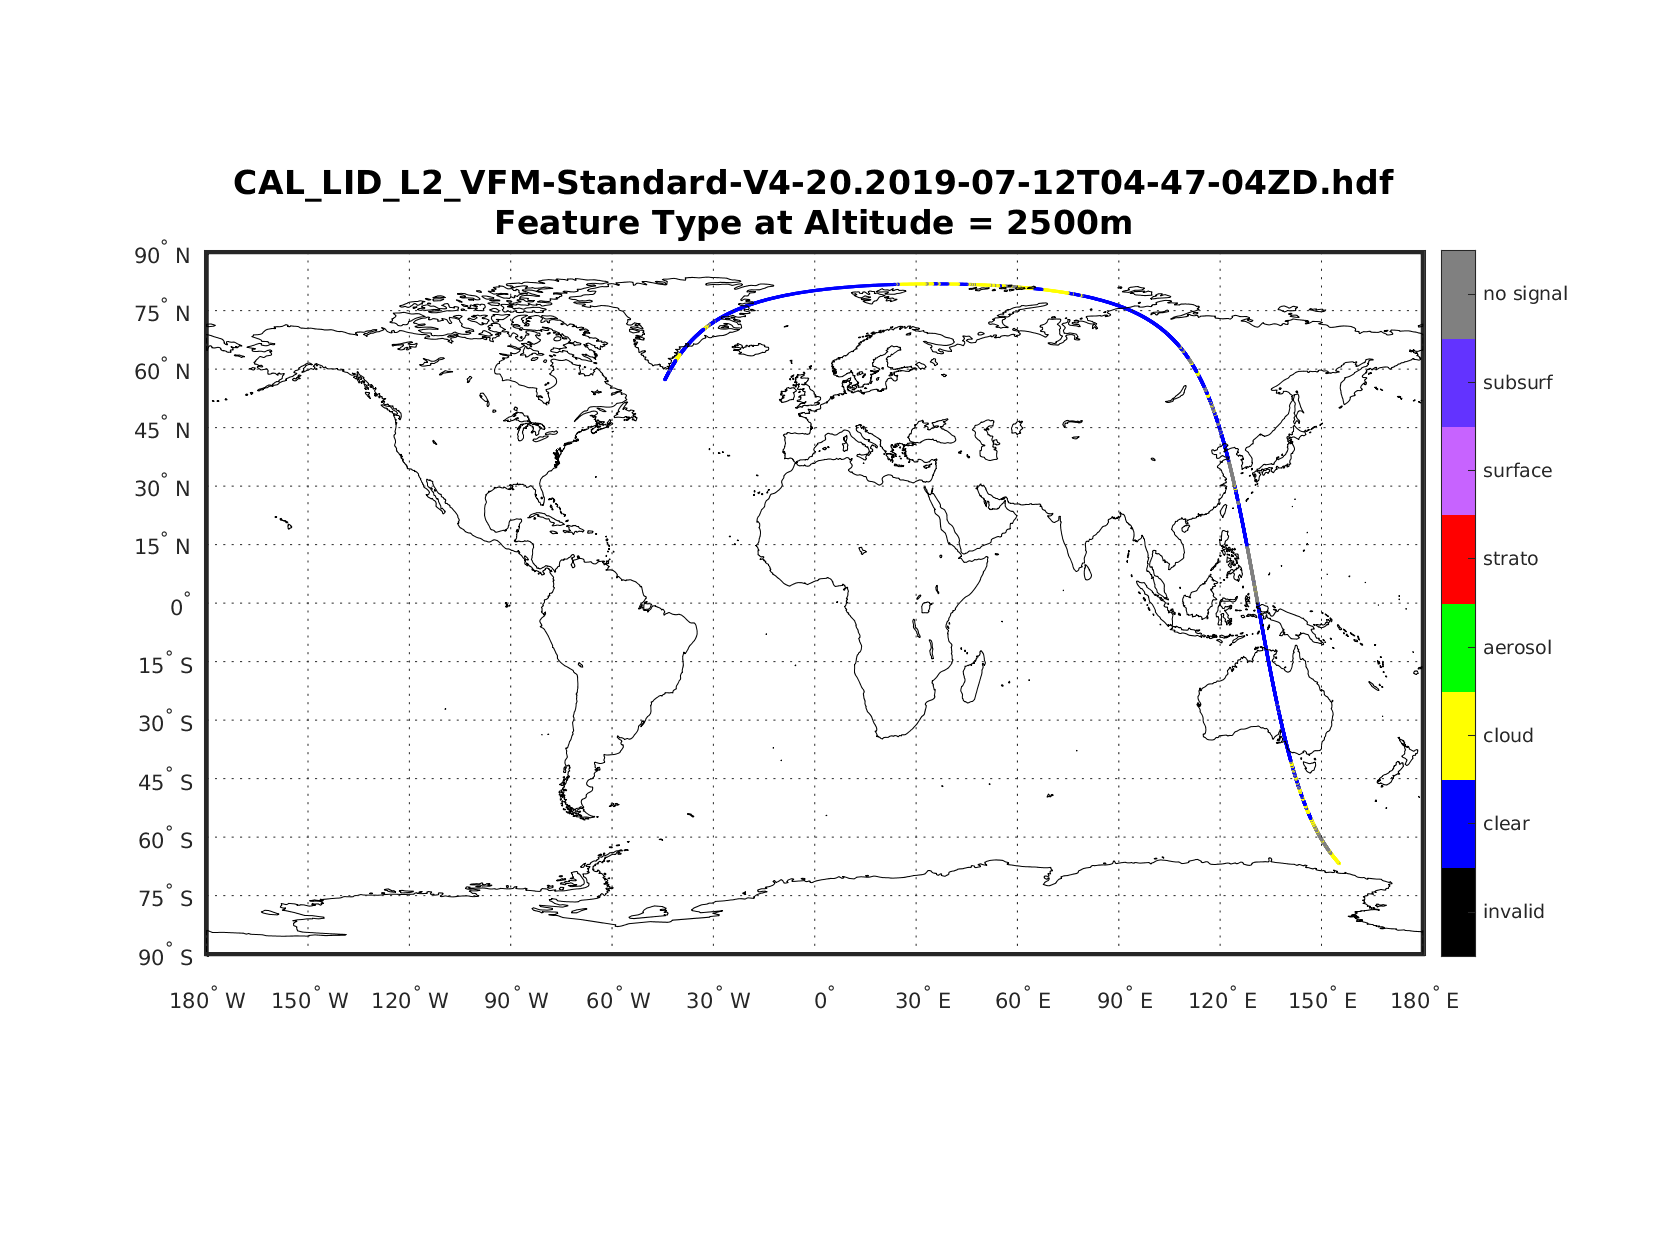 CAL_LID_L2_VFM-Standard-V4-20.2019-07-12T04-47-04ZD.hdf
Feature Type at Altitude = 2500m
90° N
75° N
60° N
45° N
30° N
15° N
0°
15° S
30° S
45° S
60° S
75° S
90° S
180° W 150° W 120° W 90° W 60° W 30° W 0° 30° E 60° E 90° E 120° E 150° E 180° E
no signal
subsurf
surface
strato
aerosol
cloud
clear
invalid